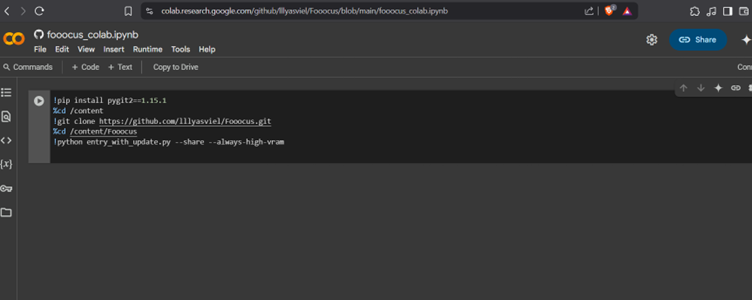 colab.research.google.com/github/lllyasviel/Fooocus/blob/main/fooocus_colab.ipynb
fooocus_colab.ipynb
File Edit View Insert Runtime Tools Help
Share
Commands + Code + Text Copy to Drive
!pip install pygit2==1.15.1
%cd /content
!git clone https://github.com/lllyasviel/Fooocus.git
%cd /content/Fooocus
!python entry_with_update.py --share --always-high-vram